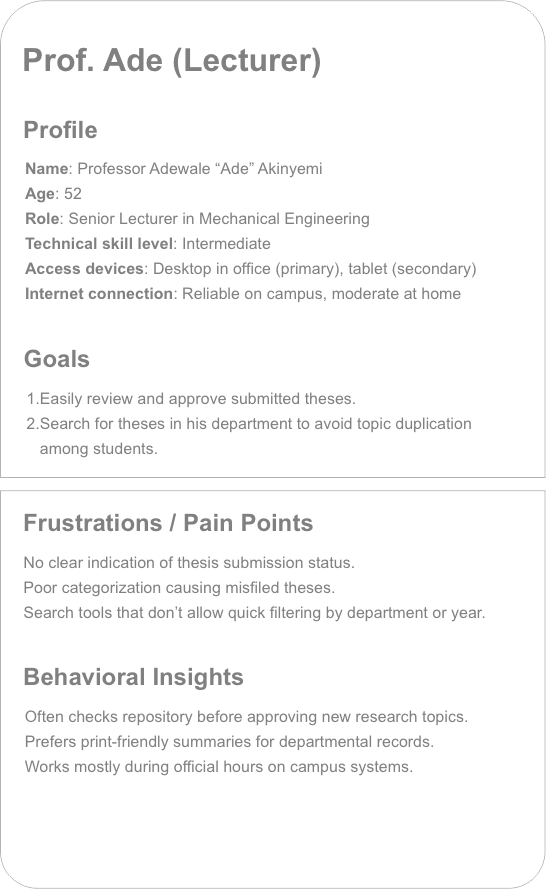 Prof. Ade (Lecturer)
Profile
Name: Professor Adewale “Ade” Akinyemi
Age: 52
Role: Senior Lecturer in Mechanical Engineering
Technical skill level: Intermediate
Access devices: Desktop in office (primary), tablet (secondary)
Internet connection: Reliable on campus, moderate at home
Goals
1.Easily review and approve submitted theses.
2.Search for theses in his department to avoid topic duplication
among students.
Frustrations / Pain Points
No clear indication of thesis submission status.
Poor categorization causing misfiled theses.
Search tools that don’t allow quick filtering by department or year.
Behavioral Insights
Often checks repository before approving new research topics.
Prefers print-friendly summaries for departmental records.
Works mostly during official hours on campus systems.